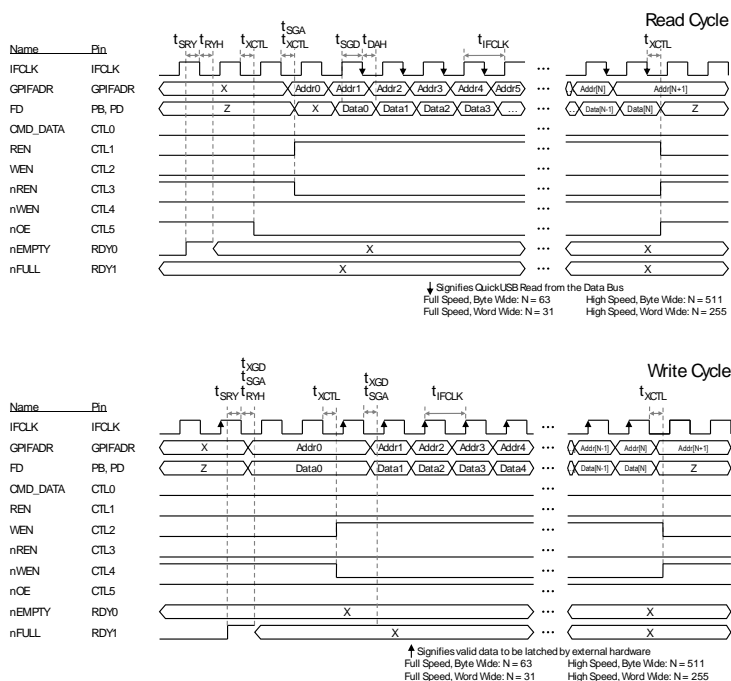 Read Cycle
tSRY tRYH tXCTL tSGA tXCTL tSGD tDAH tIFCLK tXCTL
Name Pin
IFCLK IFCLK
GPIFADR GPIFADR X Addr0 Addr1 Addr2 Addr3 Addr4 Addr5 ... Addr[N] Addr[N+1]
FD PB, PD Z X Data0 Data1 Data2 Data3 ... ... Data[N-1] Data[N] Z
CMD_DATA CTL0 ...
REN CTL1 ...
WEN CTL2 ...
nREN CTL3 ...
nWEN CTL4 ...
nOE CTL5 ...
nEMPTY RDY0 X ... X
nFULL RDY1 X ... X
Signifies QuickUSB Read from the Data Bus
Full Speed, Byte Wide: N = 63 High Speed, Byte Wide: N = 511
Full Speed, Word Wide: N = 31 High Speed, Word Wide: N = 255
Write Cycle
tSRY tXGD tSGA tRYH tXCTL tXGD tSGA tIFCLK tXCTL
Name Pin
IFCLK IFCLK ...
GPIFADR GPIFADR X Addr0 Addr1 Addr2 Addr3 Addr4 ... Addr[N-1] Addr[N] Addr[N+1]
FD PB, PD Z Data0 Data1 Data2 Data3 Data4 ... Data[N-1] Data[N] Z
CMD_DATA CTL0 ...
REN CTL1 ...
WEN CTL2 ...
nREN CTL3 ...
nWEN CTL4 ...
nOE CTL5 ...
nEMPTY RDY0 X ... X
nFULL RDY1 X ... X
Signifies valid data to be latched by external hardware
Full Speed, Byte Wide: N = 63 High Speed, Byte Wide: N = 511
Full Speed, Word Wide: N = 31 High Speed, Word Wide: N = 255